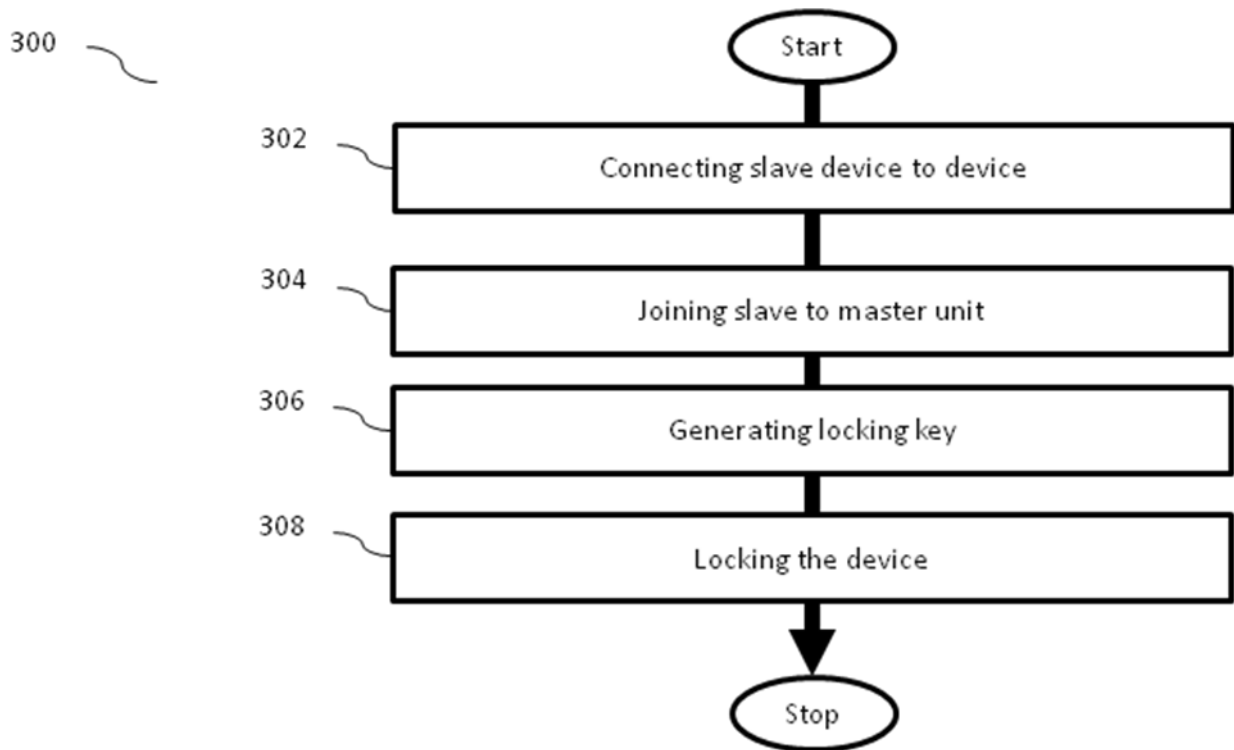 300
Start
302
Connecting slave device to device
304
Joining slave to master unit
306
Generating locking key
308
Locking the device
Stop